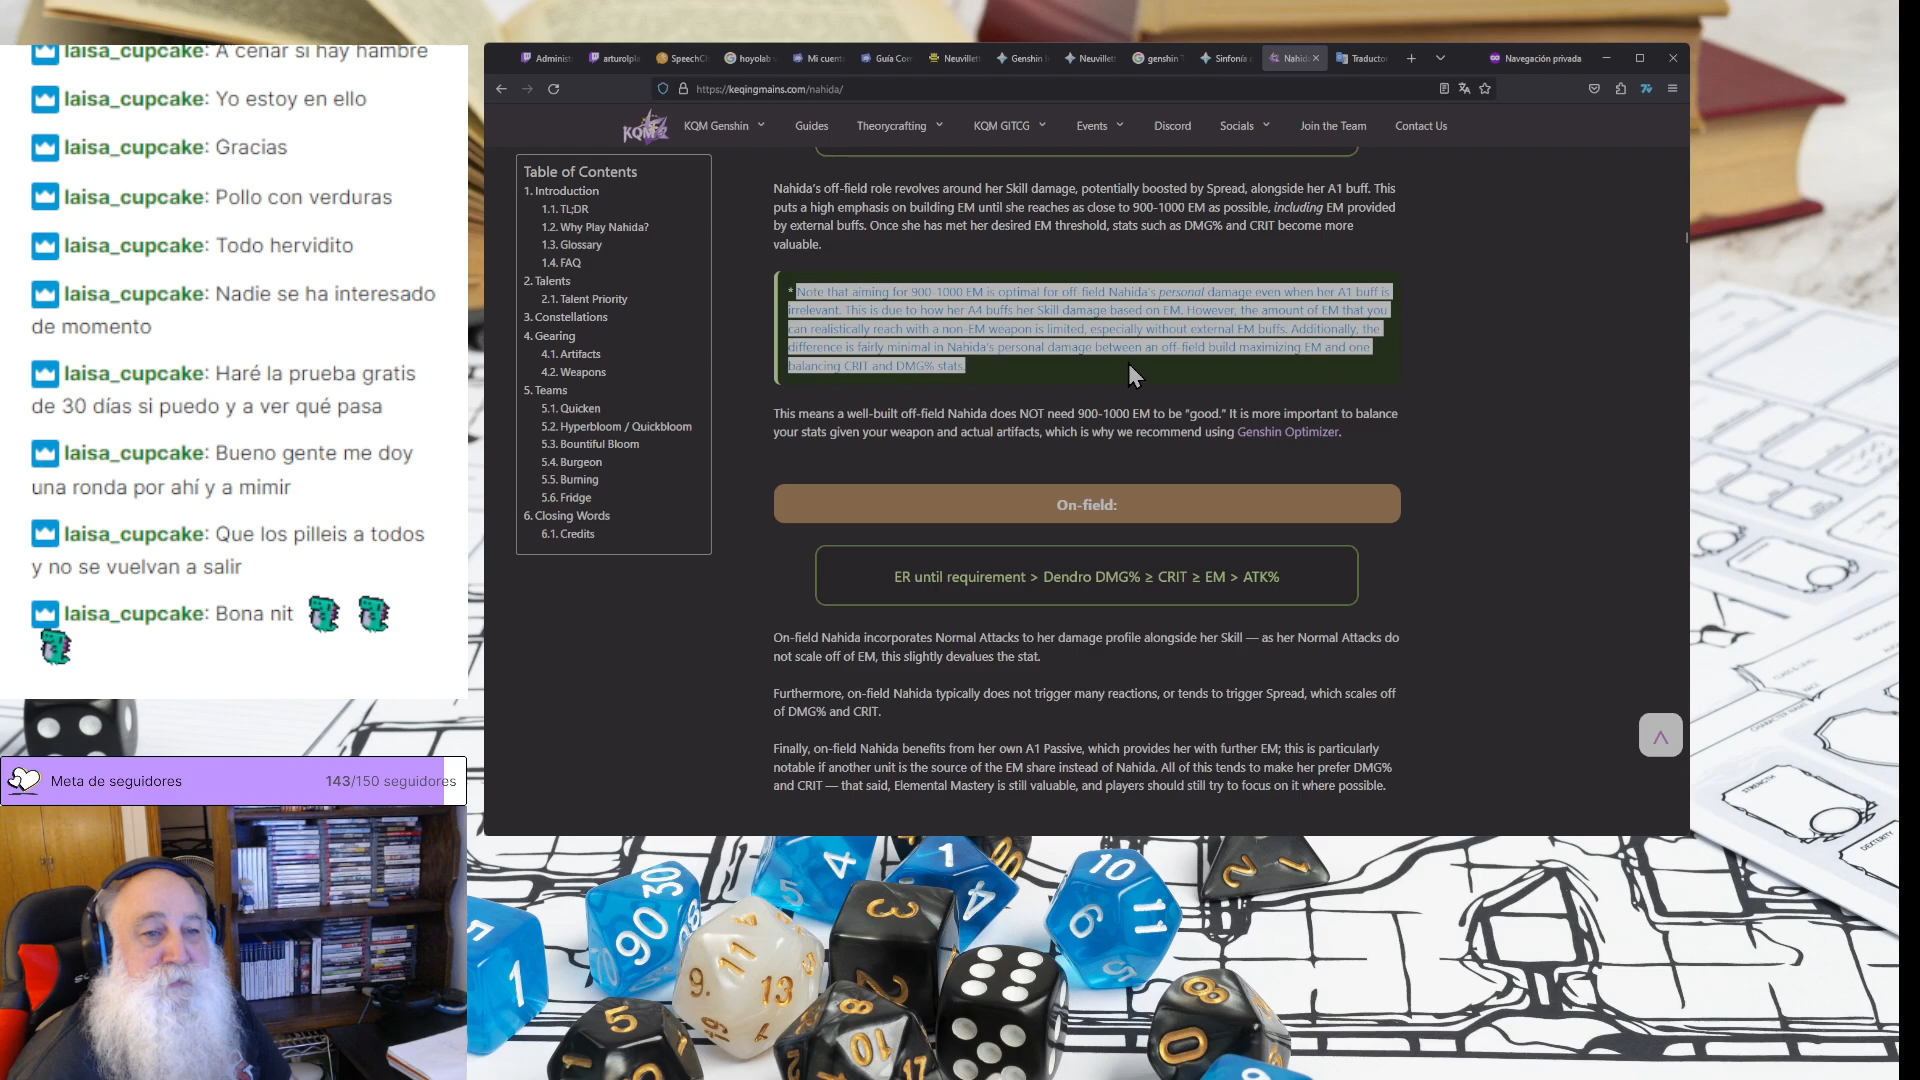 laisa_cupcake: A cenar si hay hambre
laisa_cupcake: Yo estoy en ello
laisa_cupcake: Gracias
laisa_cupcake: Pollo con verduras
laisa_cupcake: Todo hervidito
laisa_cupcake: Nadie se ha interesado
de momento
laisa_cupcake: Haré la prueba gratis
de 30 días si puedo y a ver qué pasa
laisa_cupcake: Bueno gente me doy
una ronda por ahí y a mimir
laisa_cupcake: Que los pilleis a todos
y no se vuelvan a salir
laisa_cupcake: Bona nit
Meta de seguidores 143/150 seguidores
Adminis arturolpla SpeechCh hoyolab Mi cuent Guía Com Neuvillet Genshin Neuvillet genshin Sinfonía Nahid Traducto Navegación privada
https://keqingmains.com/nahida/
KQM
KQM Genshin Guides Theorycrafting KQM GITCG Events Discord Socials Join the Team Contact Us
Table of Contents
1. Introduction
1.1. TL;DR
1.2. Why Play Nahida?
1.3. Glossary
1.4. FAQ
2. Talents
2.1. Talent Priority
3. Constellations
4. Gearing
4.1. Artifacts
4.2. Weapons
5. Teams
5.1. Quicken
5.2. Hyperbloom / Quickbloom
5.3. Bountiful Bloom
5.4. Burgeon
5.5. Burning
5.6. Fridge
6. Closing Words
6.1. Credits
Nahida's off-field role revolves around her Skill damage, potentially boosted by Spread, alongside her A1 buff. This
puts a high emphasis on building EM until she reaches as close to 900-1000 EM as possible, including EM provided
by external buffs. Once she has met her desired EM threshold, stats such as DMG% and CRIT become more
valuable.
* Note that aiming for 900-1000 EM is optimal for off-field Nahida's personal damage even when her A1 buff is
irrelevant. This is due to how her A4 buffs her Skill damage based on EM. However, the amount of EM that you
can realistically reach with a non-EM weapon is limited, especially without external EM buffs. Additionally, the
difference is fairly minimal in Nahida's personal damage between an off-field build maximizing EM and one
balancing CRIT and DMG% stats.
This means a well-built off-field Nahida does NOT need 900-1000 EM to be "good." It is more important to balance
your stats given your weapon and actual artifacts, which is why we recommend using Genshin Optimizer.
On-field:
ER until requirement > Dendro DMG% ≥ CRIT ≥ EM > ATK%
On-field Nahida incorporates Normal Attacks to her damage profile alongside her Skill — as her Normal Attacks do
not scale off of EM, this slightly devalues the stat.
Furthermore, on-field Nahida typically does not trigger many reactions, or tends to trigger Spread, which scales off
of DMG% and CRIT.
Finally, on-field Nahida benefits from her own A1 Passive, which provides her with further EM; this is particularly
notable if another unit is the source of the EM share instead of Nahida. All of this tends to make her prefer DMG%
and CRIT — that said, Elemental Mastery is still valuable, and players should still try to focus on it where possible.
STRENGTH
DEXTERITY